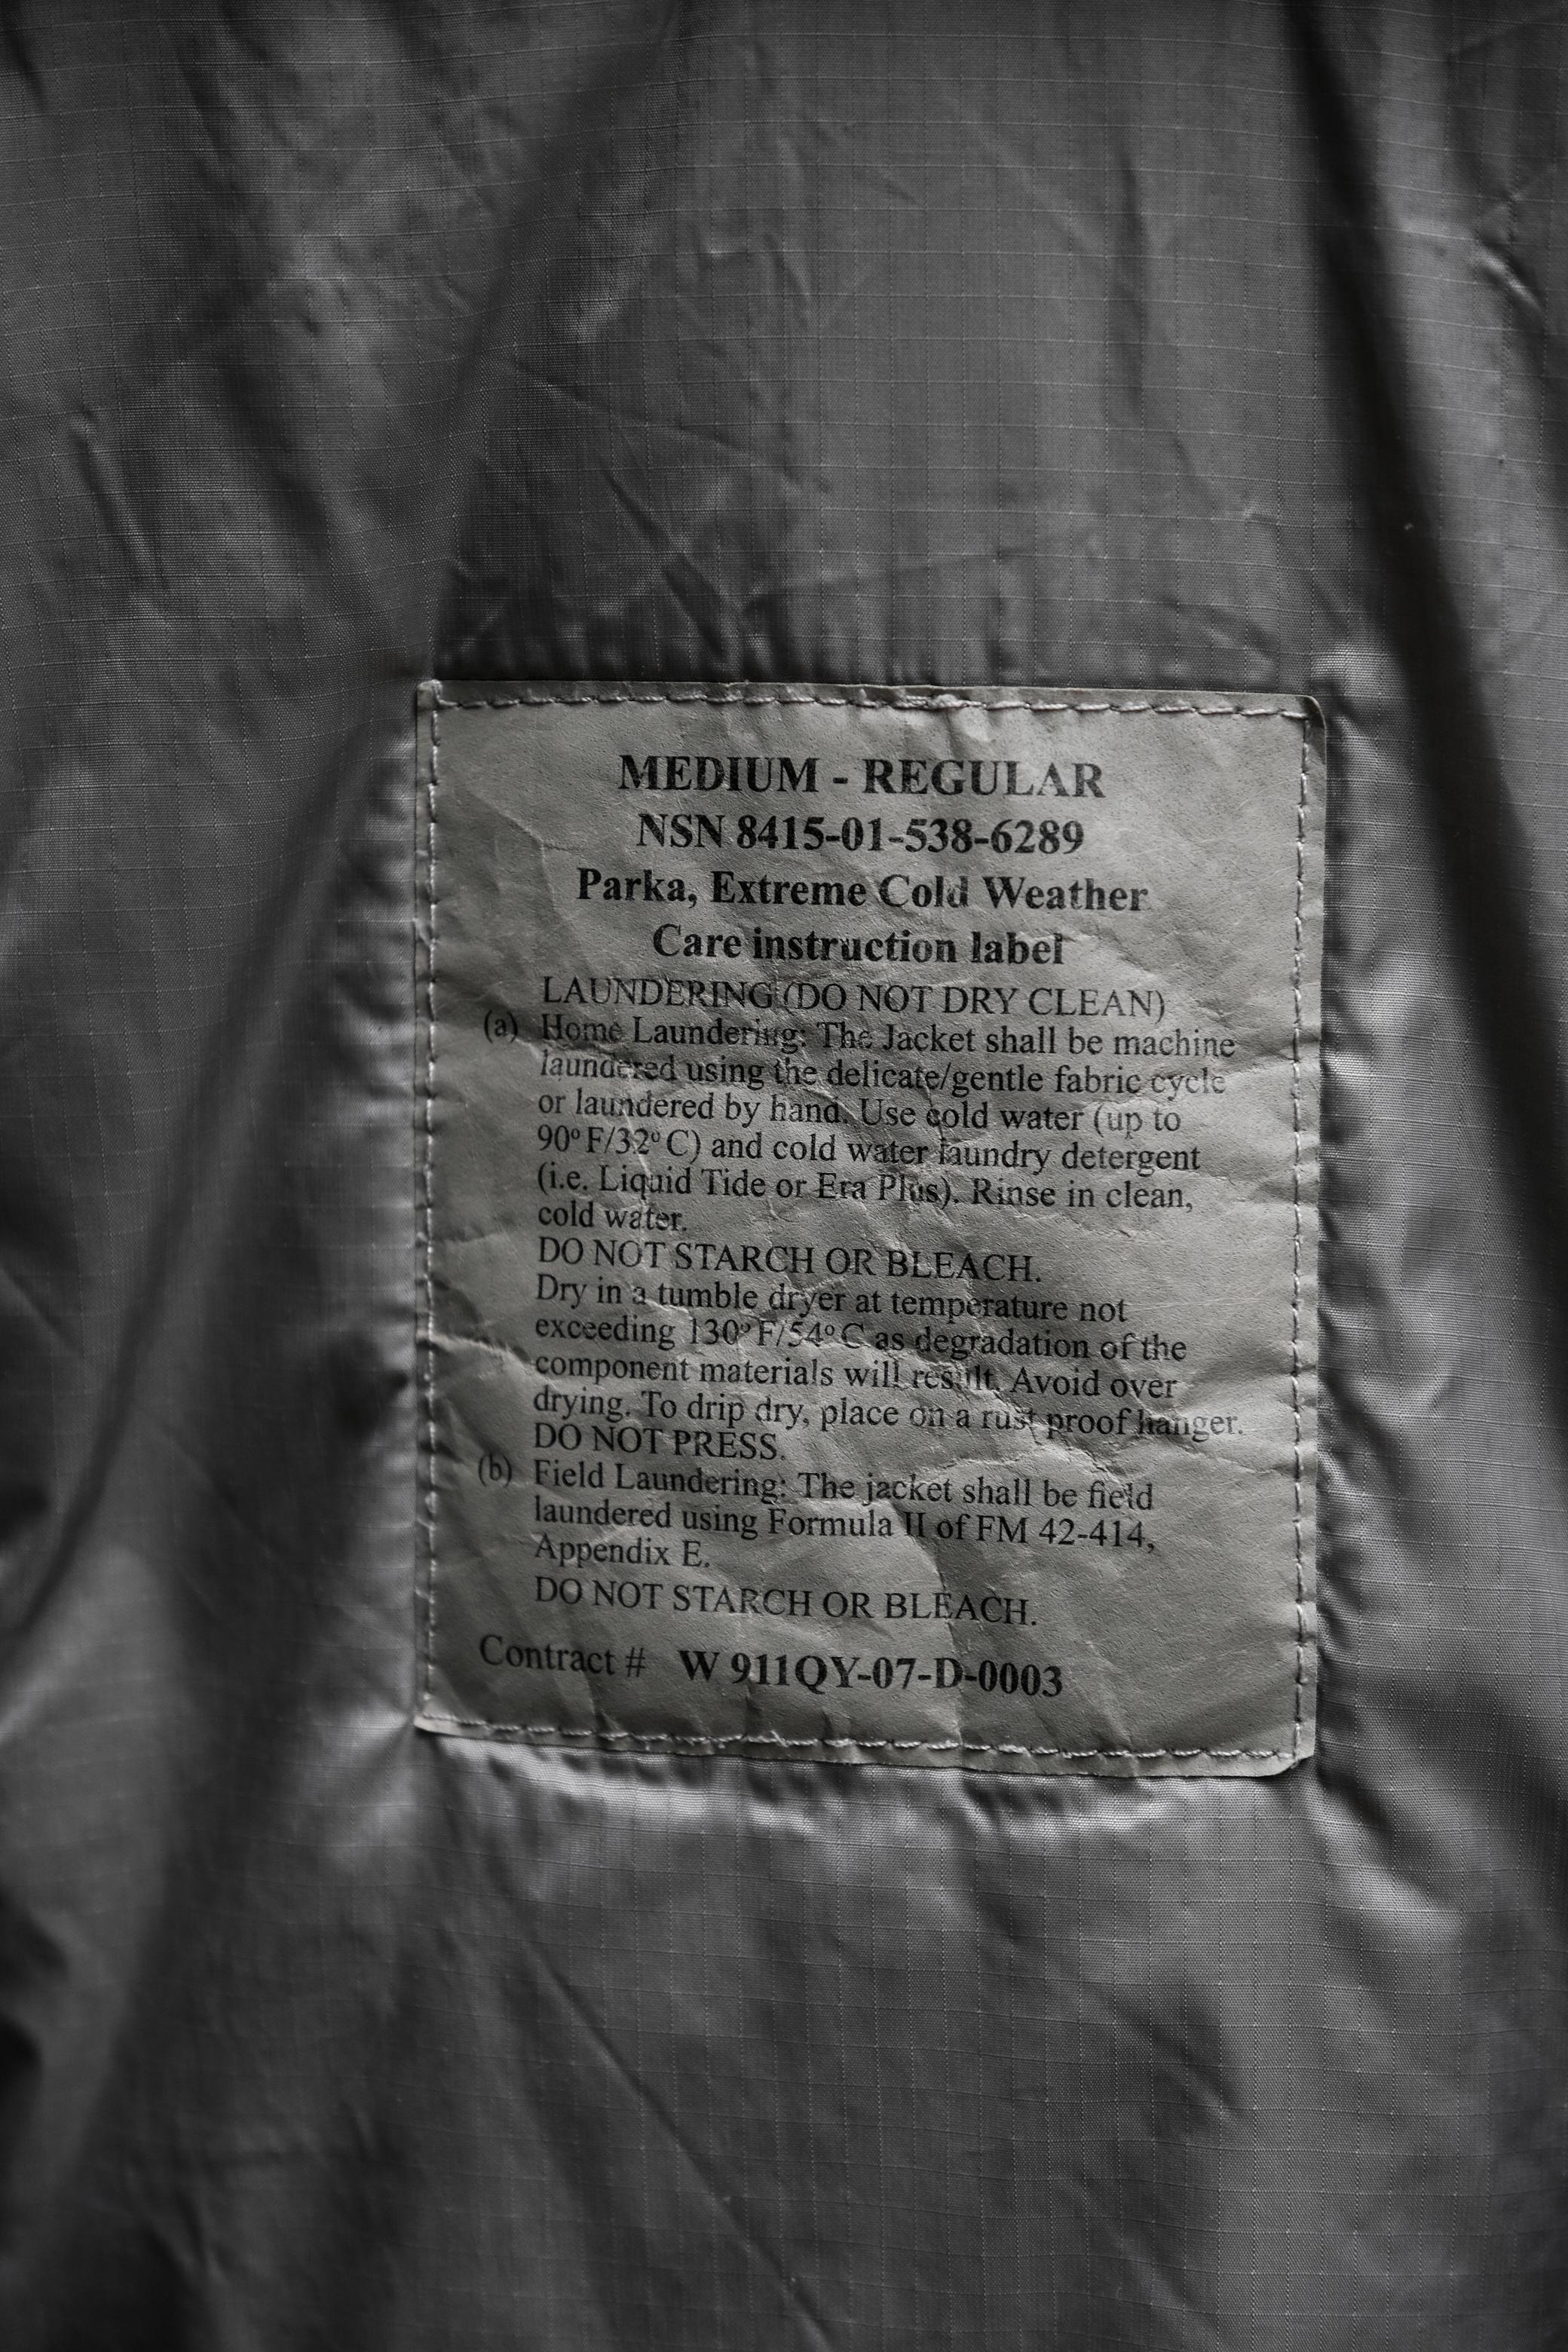 MEDIUM - REGULAR
NSN 8415-01-538-6289
Parka, Extreme Cold Weather
Care instruction label
LAUNDERING (DO NOT DRY CLEAN)
(a) Home Laundering: The Jacket shall be machine
laundered using the delicate/gentle fabric cycle
or laundered by hand. Use cold water (up to
90º F/32º C) and cold water laundry detergent
(i.e. Liquid Tide or Era Plus). Rinse in clean,
cold water.
DO NOT STARCH OR BLEACH.
Dry in a tumble dryer at temperature not
exceeding 130º F/54º C as degradation of the
component materials will result. Avoid over
drying. To drip dry, place on a rust proof hanger.
DO NOT PRESS.
(b) Field Laundering: The jacket shall be field
laundered using Formula II of FM 42-414,
Appendix E.
DO NOT STARCH OR BLEACH.
Contract # W 911QY-07-D-0003